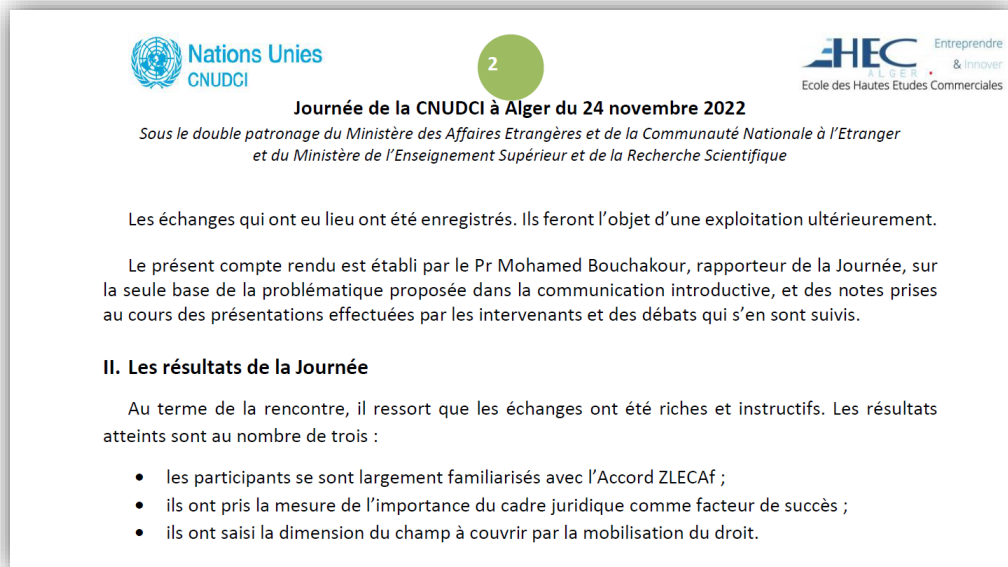 Nations Unies
CNUDCI
2
EHEC
ALGER
Entreprendre
& Innover
Ecole des Hautes Etudes Commerciales
Journée de la CNUDCI à Alger du 24 novembre 2022
Sous le double patronage du Ministère des Affaires Etrangères et de la Communauté Nationale à l'Etranger
et du Ministère de l'Enseignement Supérieur et de la Recherche Scientifique
Les échanges qui ont eu lieu ont été enregistrés. Ils feront l'objet d'une exploitation ultérieurement.
Le présent compte rendu est établi par le Pr Mohamed Bouchakour, rapporteur de la Journée, sur
la seule base de la problématique proposée dans la communication introductive, et des notes prises
au cours des présentations effectuées par les intervenants et des débats qui s'en sont suivis.
II. Les résultats de la Journée
Au terme de la rencontre, il ressort que les échanges ont été riches et instructifs. Les résultats
atteints sont au nombre de trois :
• les participants se sont largement familiarisés avec l'Accord ZLECAf ;
• ils ont pris la mesure de l'importance du cadre juridique comme facteur de succès ;
• ils ont saisi la dimension du champ à couvrir par la mobilisation du droit.